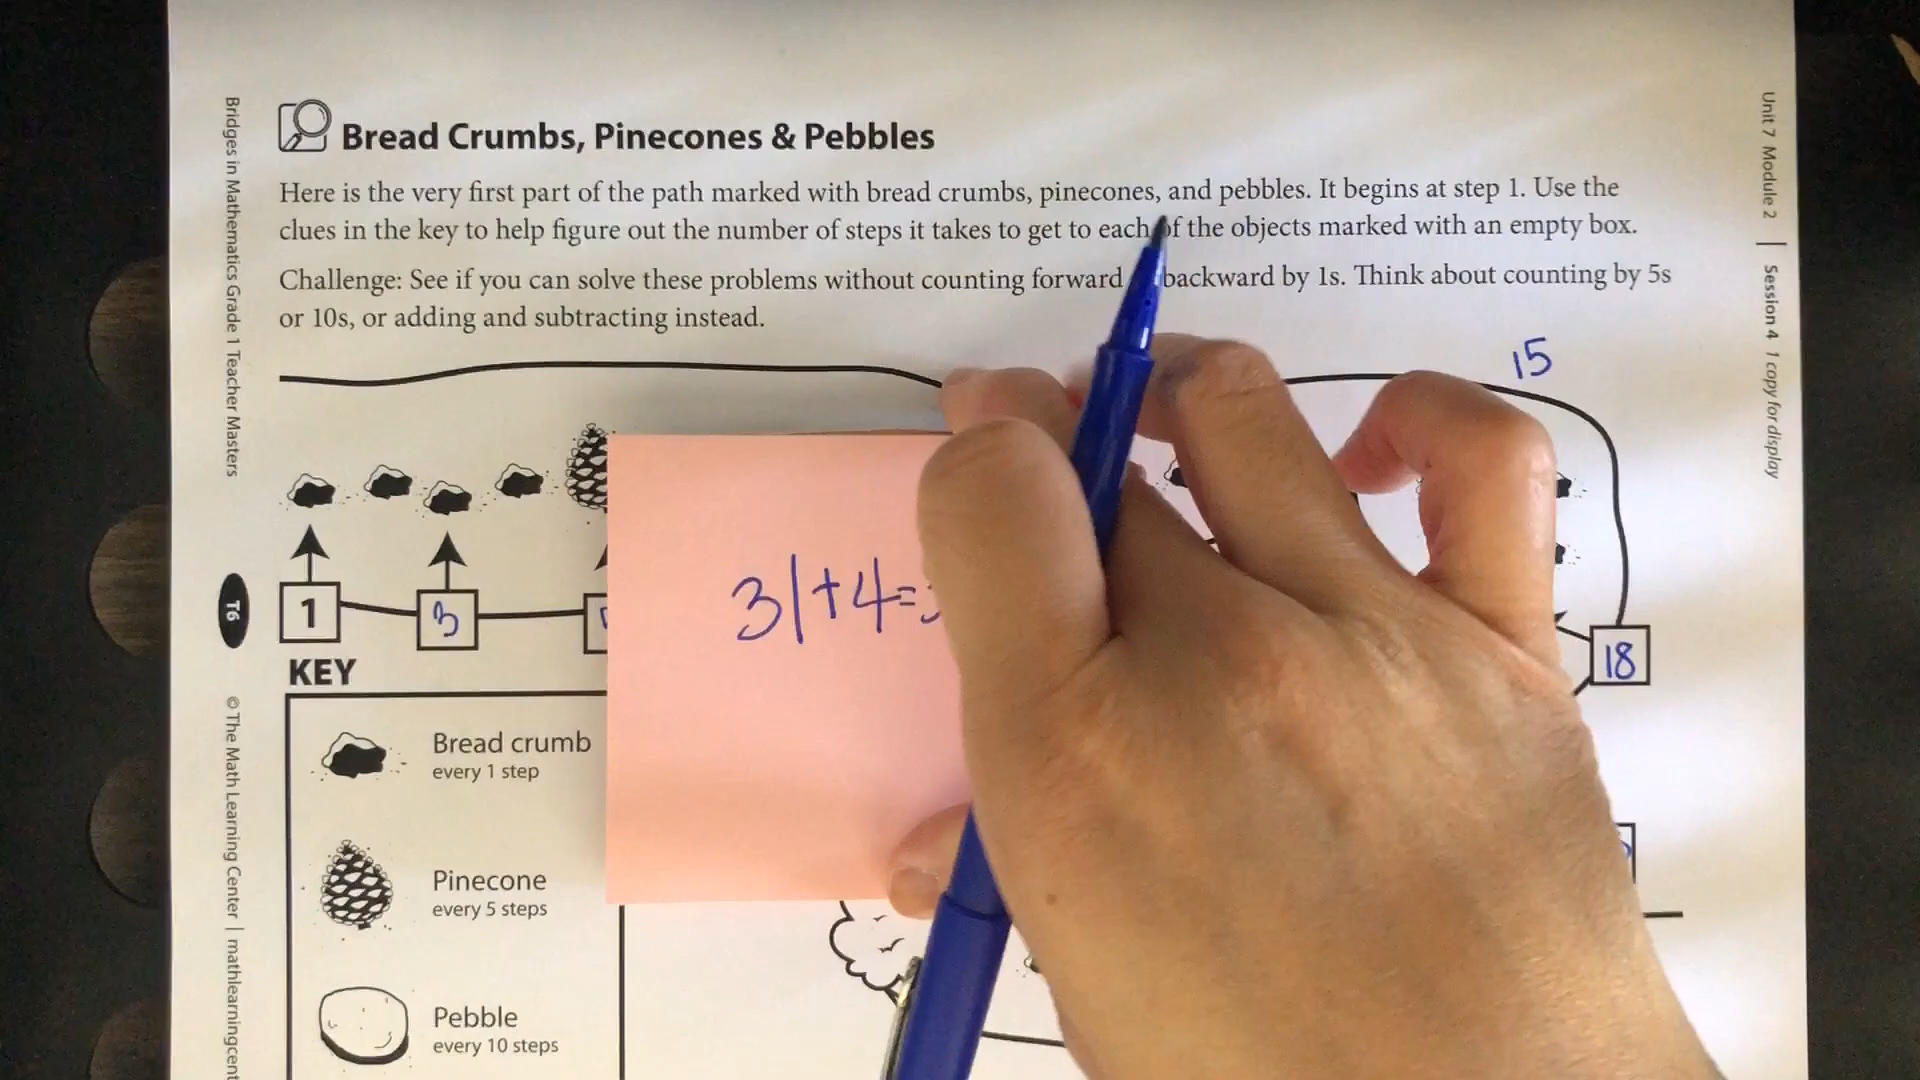 Bread Crumbs, Pinecones & Pebbles
Here is the very first part of the path marked with bread crumbs, pinecones, and pebbles. It begins at step 1. Use the
clues in the key to help figure out the number of steps it takes to get to each of the objects marked with an empty box.
Challenge: See if you can solve these problems without counting forward backward by 1s. Think about counting by 5s
or 10s, or adding and subtracting instead.
15
31+4=
1
3
18
KEY
Bread crumb
every 1 step
Pinecone
every 5 steps
Pebble
every 10 steps
Bridges in Mathematics Grade 1 Teacher Masters
T6
© The Math Learning Center | mathlearningcent
Unit 7 Module 2 | Session 4 1 copy for display